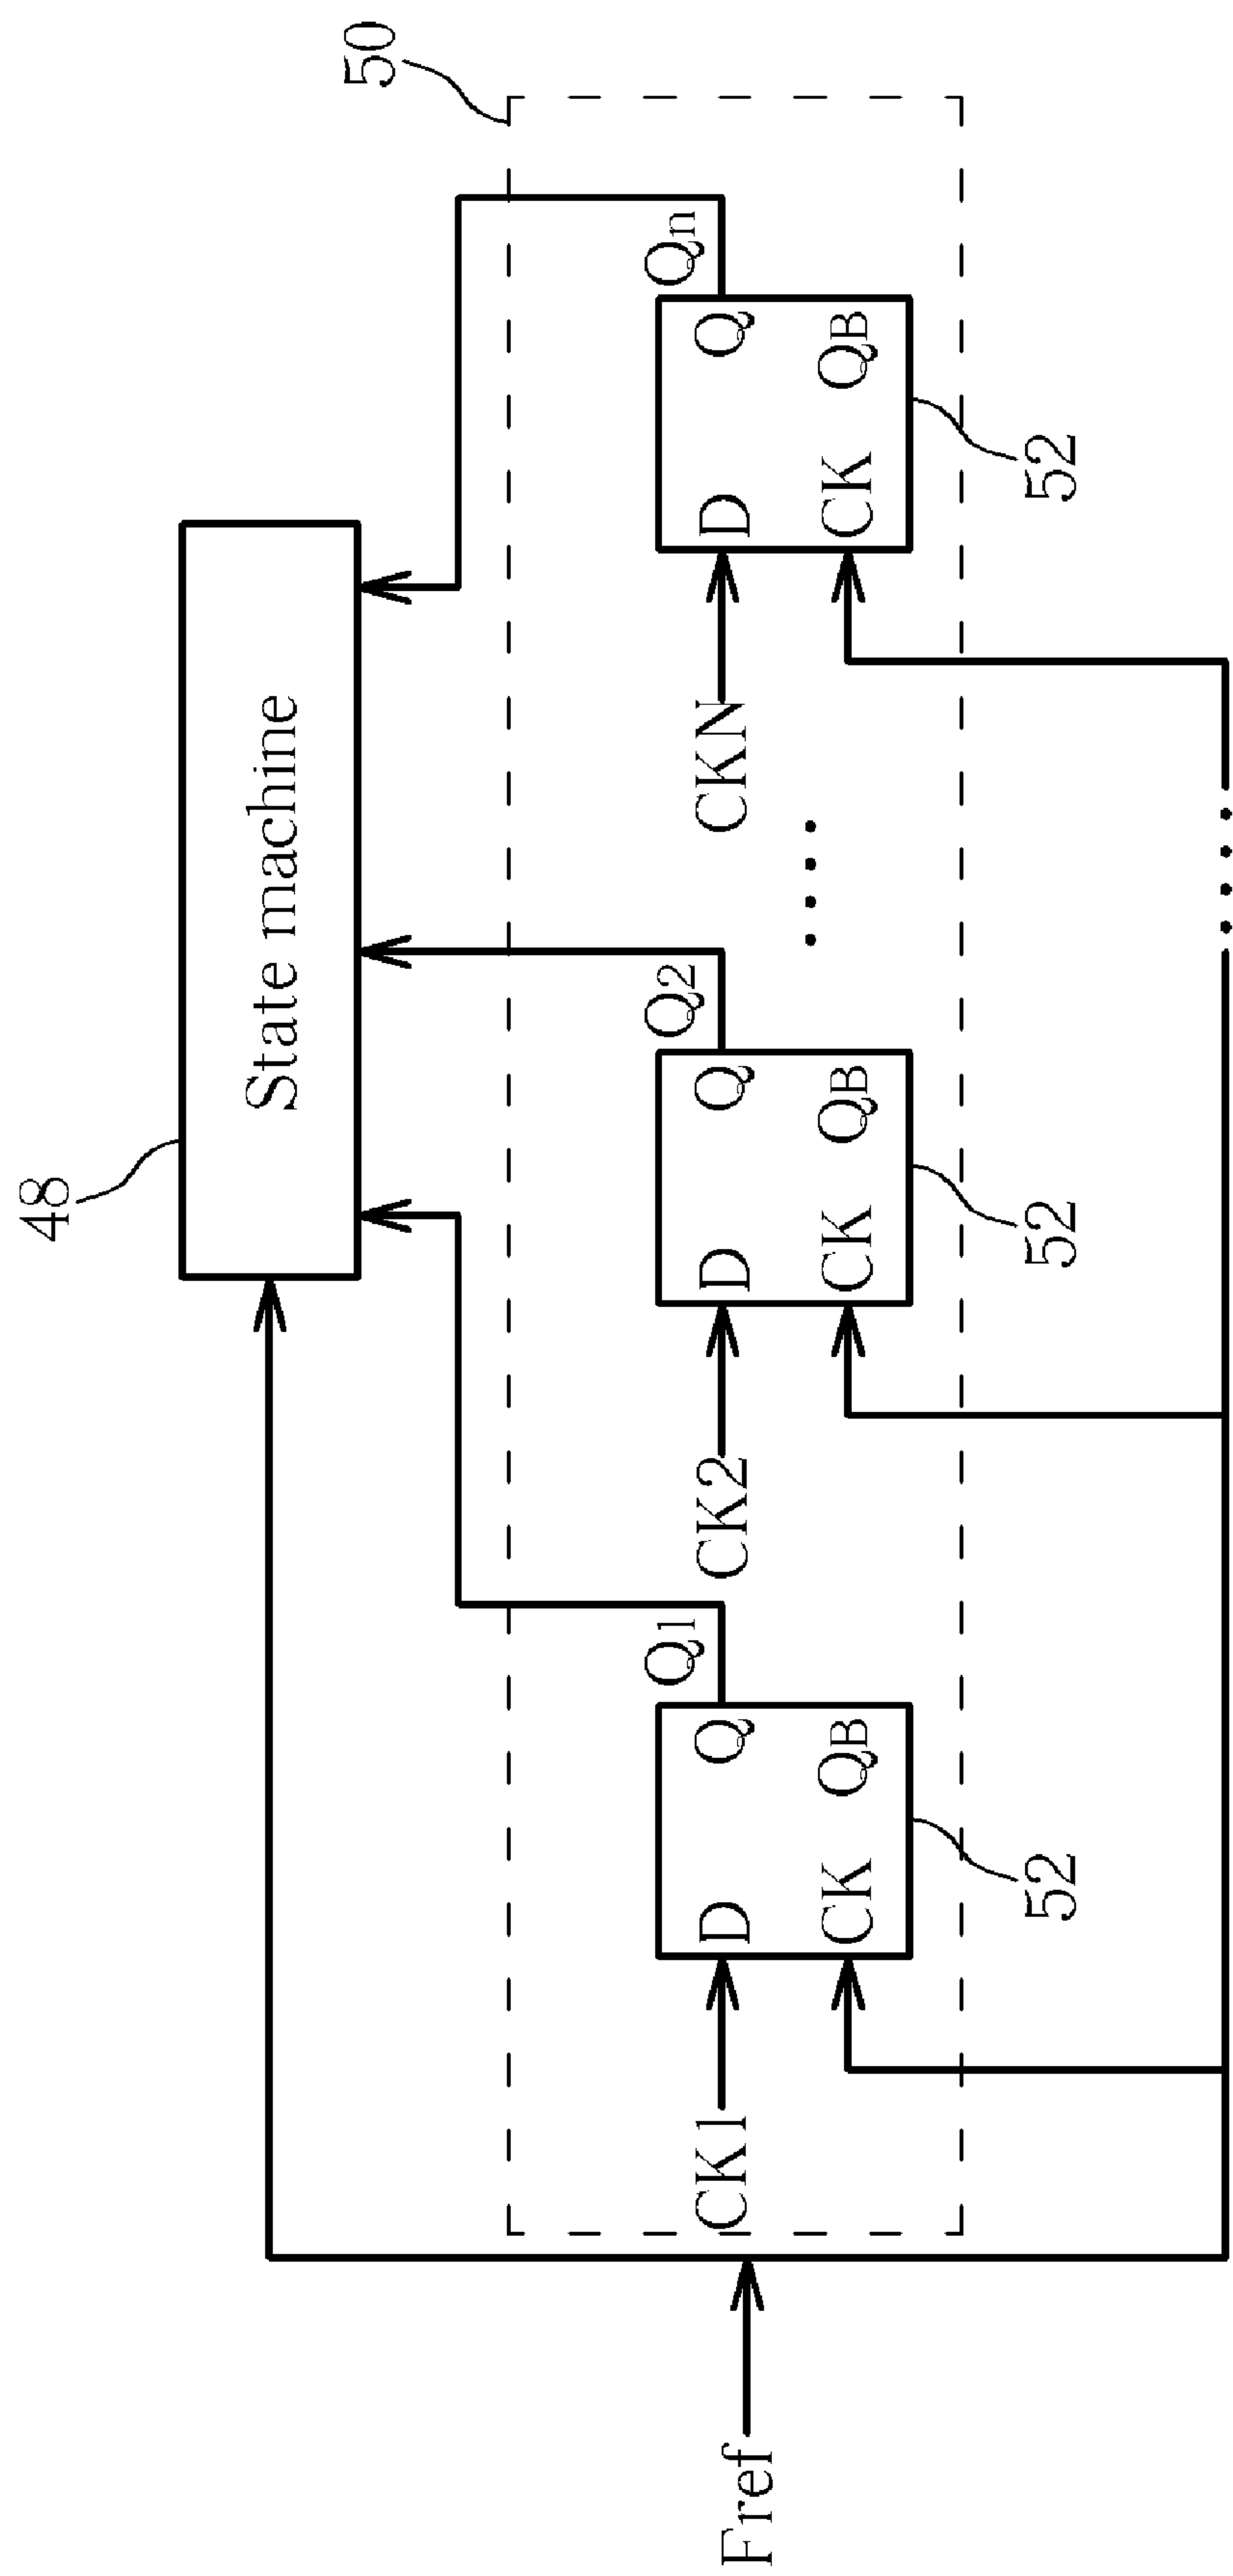 48
State machine
50
Q1
Q2
Qn
Fref
CK1
D
Q
CK2
D
Q
CKN
D
Q
CK
QB
CK
QB
CK
QB
52
52
52